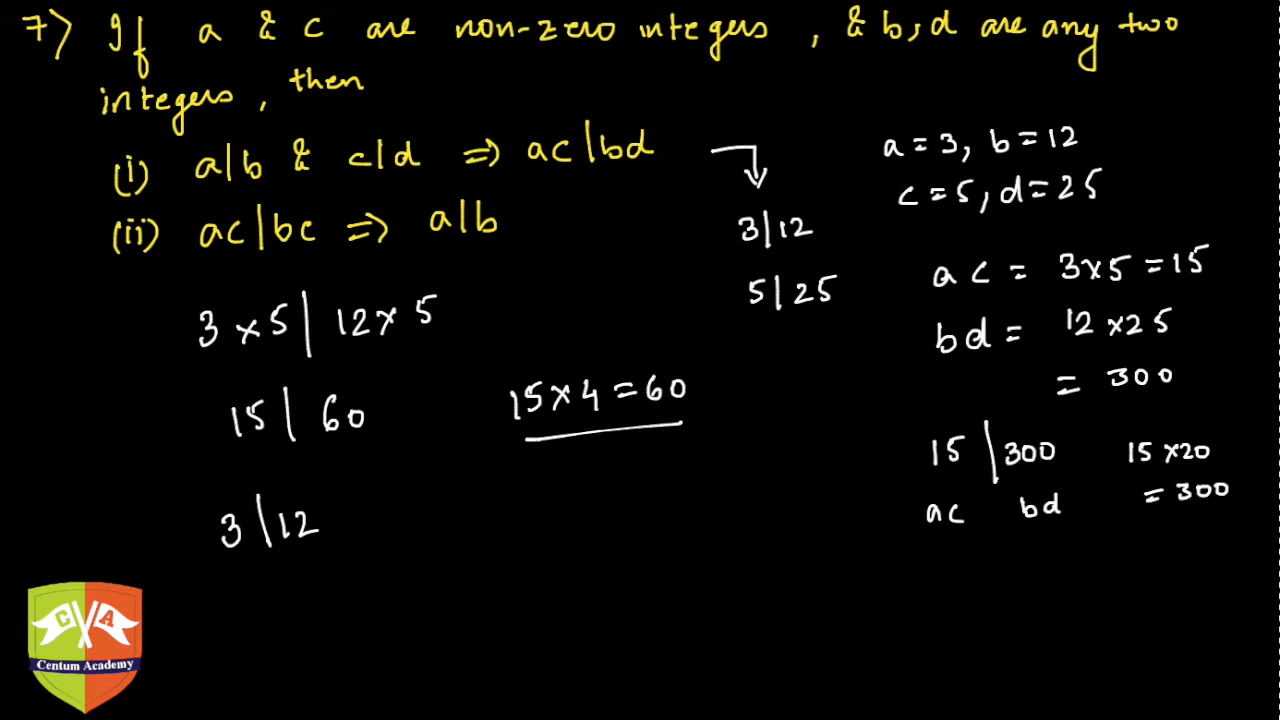 7) If a & c are non-zero integers, & b,d are any two
integers, then
(i) a|b & c|d => ac|bd
(ii) ac|bc => a|b
3 × 5 | 12 × 5
15 | 60
15 × 4 = 60
3 | 12
3|12
5|25
a = 3, b = 12
c = 5, d = 25
ac = 3×5 = 15
bd = 12 × 25
= 300
15 | 300
ac bd
15 × 20
= 300
C A
Centum Academy